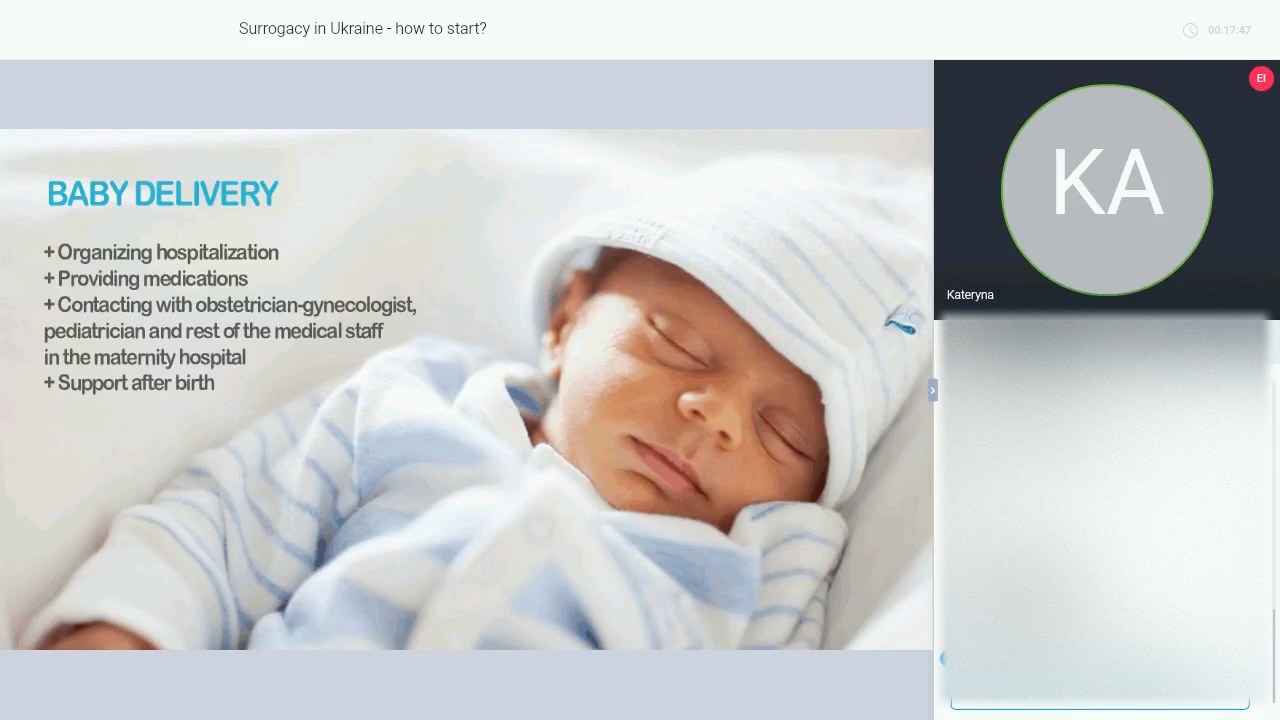 Surrogacy in Ukraine - how to start?
00:17:47
BABY DELIVERY
+ Organizing hospitalization
+ Providing medications
+ Contacting with obstetrician-gynecologist,
pediatrician and rest of the medical staff
in the maternity hospital
+ Support after birth
EI
KA
Kateryna